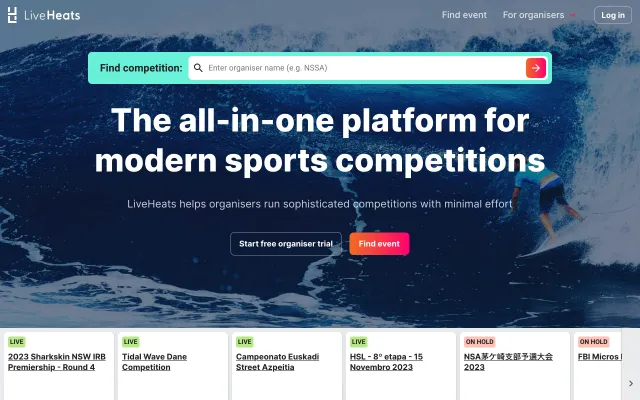 LiveHeats
Find event
For organisers
Log in
Find competition:
Enter organiser name (e.g. NSSA)
The all-in-one platform for
modern sports competitions
LiveHeats helps organisers run sophisticated competitions with minimal effort
Start free organiser trial
Find event
LIVE
2023 Sharkskin NSW IRB
Premiership - Round 4
LIVE
Tidal Wave Dane
Competition
LIVE
Campeonato Euskadi
Street Azpeitia
LIVE
HSL - 8º etapa - 15
Novembro 2023
ON HOLD
NSA茅ケ崎支部予選大会
2023
ON HOLD
FBI Micros